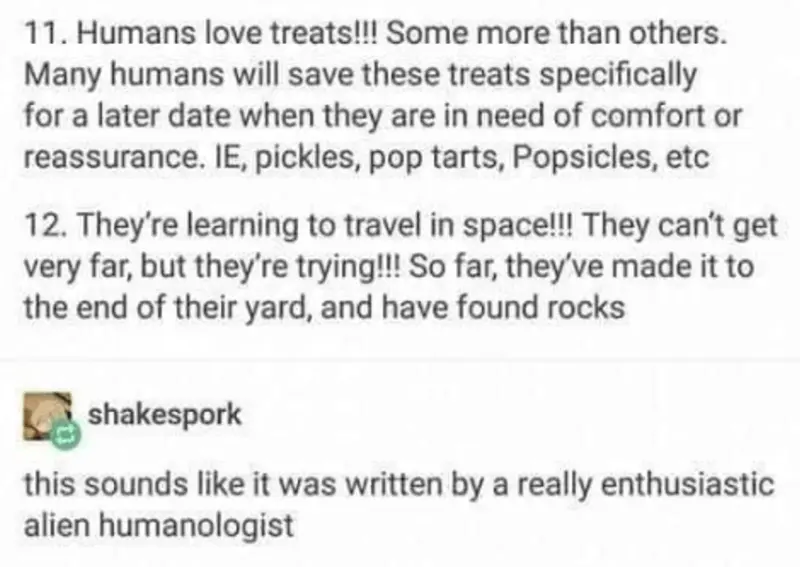 11. Humans love treats!!! Some more than others.
Many humans will save these treats specifically
for a later date when they are in need of comfort or
reassurance. IE, pickles, pop tarts, Popsicles, etc
12. They're learning to travel in space!!! They can't get
very far, but they're trying!!! So far, they've made it to
the end of their yard, and have found rocks
shakespork
this sounds like it was written by a really enthusiastic
alien humanologist